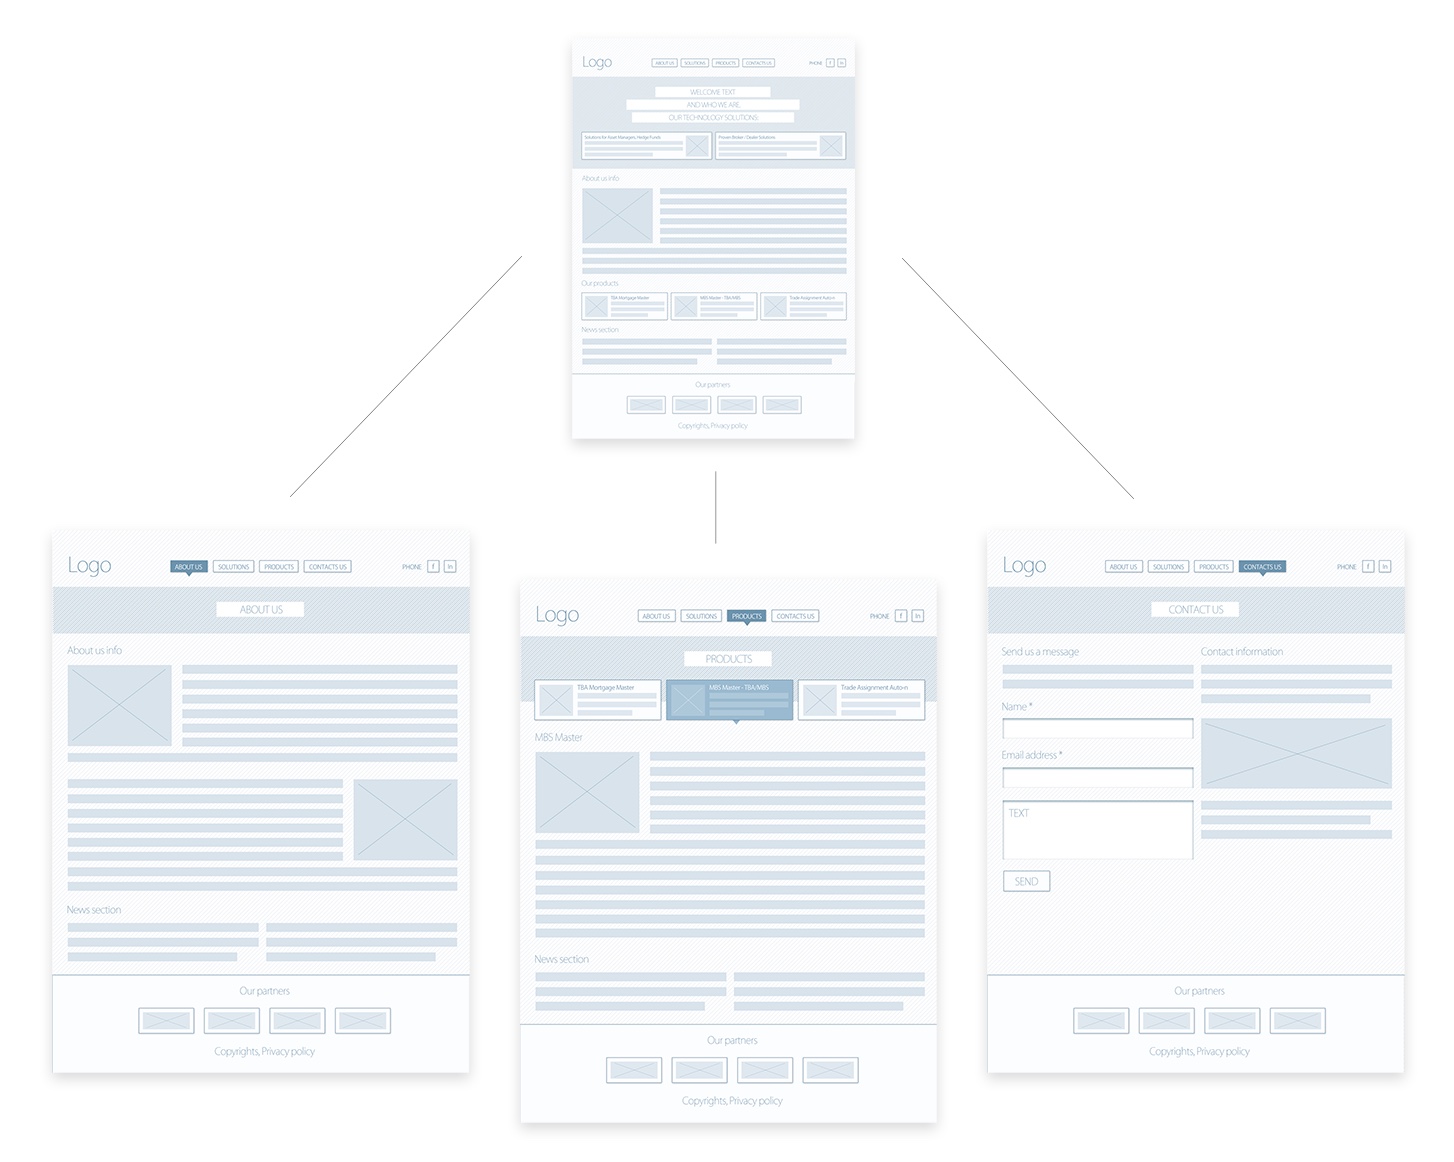 Logo ABOUT US SOLUTIONS PRODUCTS CONTACTS US PHONE f In
WELCOME TEXT
AND WHO WE ARE.
OUR TECHNOLOGY SOLUTIONS:
Solutions for Asset Managers, Hedge Funds
Proven Broker - Dealer Solutions
About us info
Our products
TBA Mortgage Master
MBS Master - TBA/MBS
Trade Assignment Auto-n
News section
Our partners
Copyrights, Privacy policy
Logo ABOUT US SOLUTIONS PRODUCTS CONTACTS US PHONE f In
ABOUT US
About us info
News section
Our partners
Copyrights, Privacy policy
Logo ABOUT US SOLUTIONS PRODUCTS CONTACTS US PHONE f In
PRODUCTS
TBA Mortgage Master
MBS Master - TBA/MBS
Trade Assignment Auto-n
MBS Master
News section
Our partners
Copyrights, Privacy policy
Logo ABOUT US SOLUTIONS PRODUCTS CONTACTS US PHONE f In
CONTACT US
Send us a message
Name *
Email address *
TEXT
SEND
Contact information
Our partners
Copyrights, Privacy policy